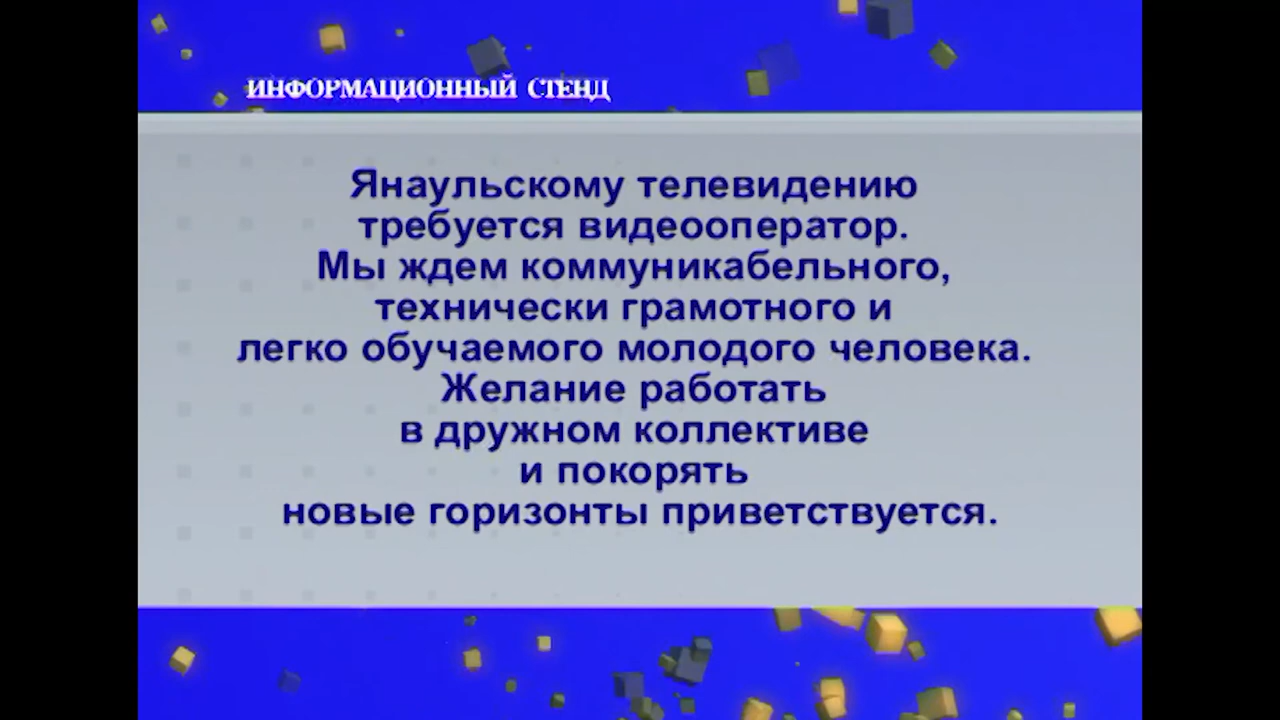 ИНФОРМАЦИОННЫЙ СТЕНД
Янаульскому телевидению
требуется видеооператор.
Мы ждем коммуникабельного,
технически грамотного и
легко обучаемого молодого человека.
Желание работать
в дружном коллективе
и покорять
новые горизонты приветствуется.